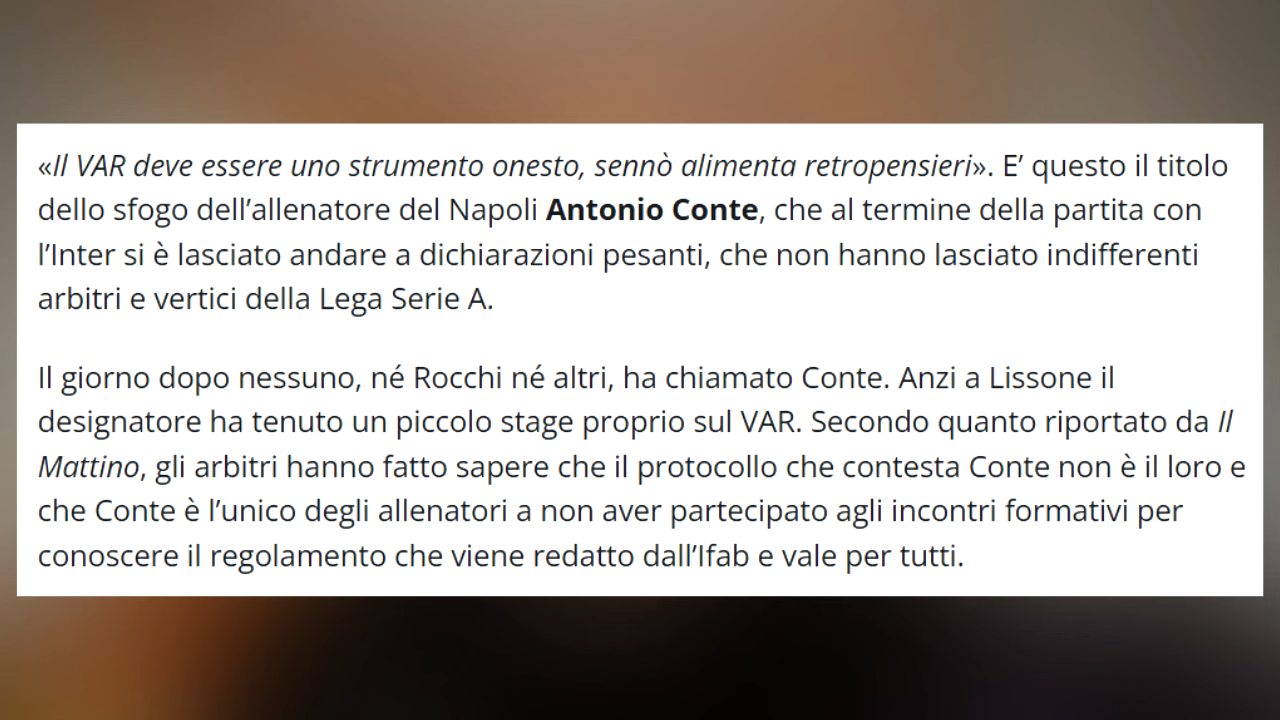 «Il VAR deve essere uno strumento onesto, sennò alimenta retropensieri». E’ questo il titolo
dello sfogo dell’allenatore del Napoli Antonio Conte, che al termine della partita con
l’Inter si è lasciato andare a dichiarazioni pesanti, che non hanno lasciato indifferenti
arbitri e vertici della Lega Serie A.
Il giorno dopo nessuno, né Rocchi né altri, ha chiamato Conte. Anzi a Lissone il
designatore ha tenuto un piccolo stage proprio sul VAR. Secondo quanto riportato da Il
Mattino, gli arbitri hanno fatto sapere che il protocollo che contesta Conte non è il loro e
che Conte è l’unico degli allenatori a non aver partecipato agli incontri formativi per
conoscere il regolamento che viene redatto dall’Ifab e vale per tutti.